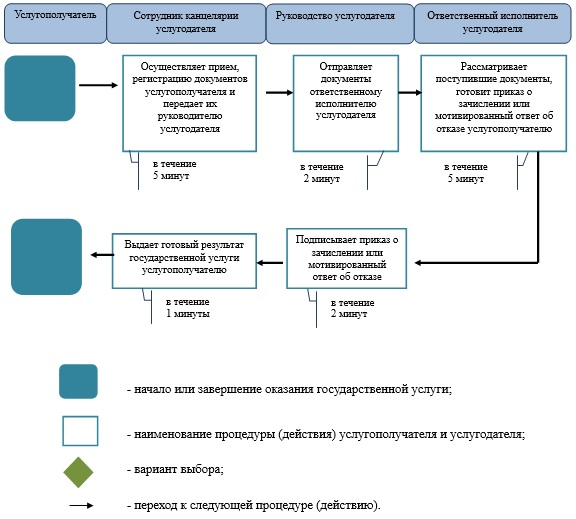 Услугополучатель
Сотрудник канцелярии
услугодателя
Руководство услугодателя
Ответственный исполнитель
услугодателя
Осуществляет прием,
регистрацию документов
услугополучателя и
передает их
руководителю
услугодателя
Отправляет
документы
ответственному
исполнителю
услугодателя
Рассматривает
поступившие документы,
готовит приказ о
зачислении или
мотивированный ответ об
отказе услугополучателю
в течение
5 минут
в течение
2 минут
в течение
5 минут
Выдает готовый результат
государственной услуги
услугополучателю
Подписывает приказ о
зачислении или
мотивированный
ответ об отказе
в течение
1 минуты
в течение
2 минут
- начало или завершение оказания государственной услуги;
- наименование процедуры (действия) услугополучателя и услугодателя;
- вариант выбора;
- переход к следующей процедуре (действию).